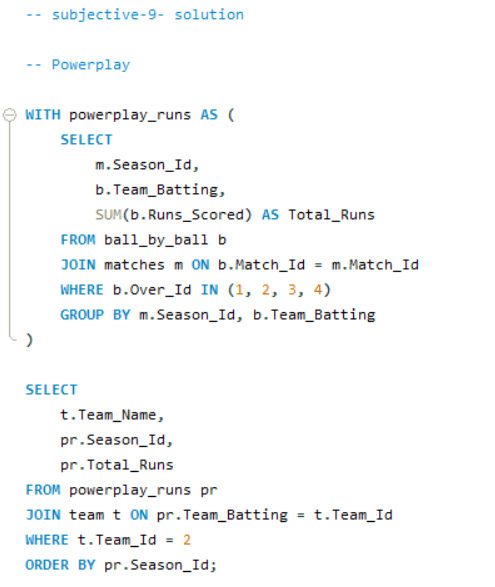 -- subjective-9- solution
-- Powerplay
WITH powerplay_runs AS (
SELECT
m.Season_Id,
b.Team_Batting,
SUM(b.Runs_Scored) AS Total_Runs
FROM ball_by_ball b
JOIN matches m ON b.Match_Id = m.Match_Id
WHERE b.Over_Id IN (1, 2, 3, 4)
GROUP BY m.Season_Id, b.Team_Batting
)
SELECT
t.Team_Name,
pr.Season_Id,
pr.Total_Runs
FROM powerplay_runs pr
JOIN team t ON pr.Team_Batting = t.Team_Id
WHERE t.Team_Id = 2
ORDER BY pr.Season_Id;